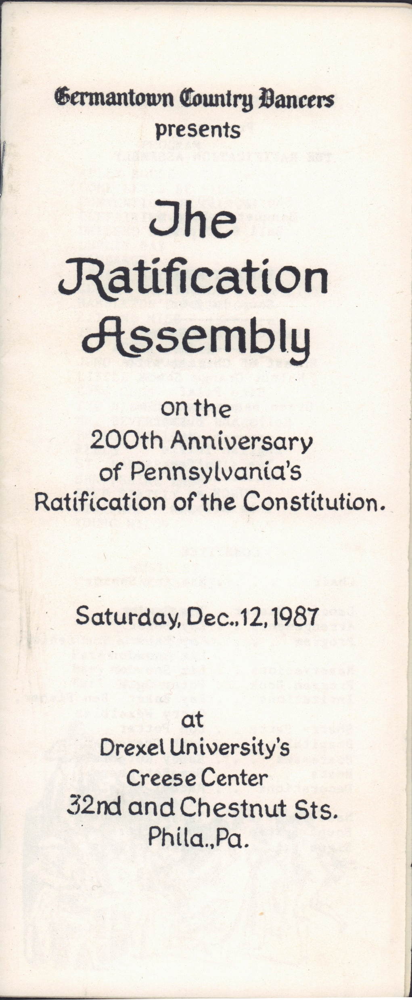 Germantown Country Dancers
presents
The
Ratification
Assembly
on the
200th Anniversary
of Pennsylvania's
Ratification of the Constitution.
Saturday, Dec., 12, 1987
at
Drexel University's
Creese Center
32nd and Chestnut Sts.
Phila., Pa.